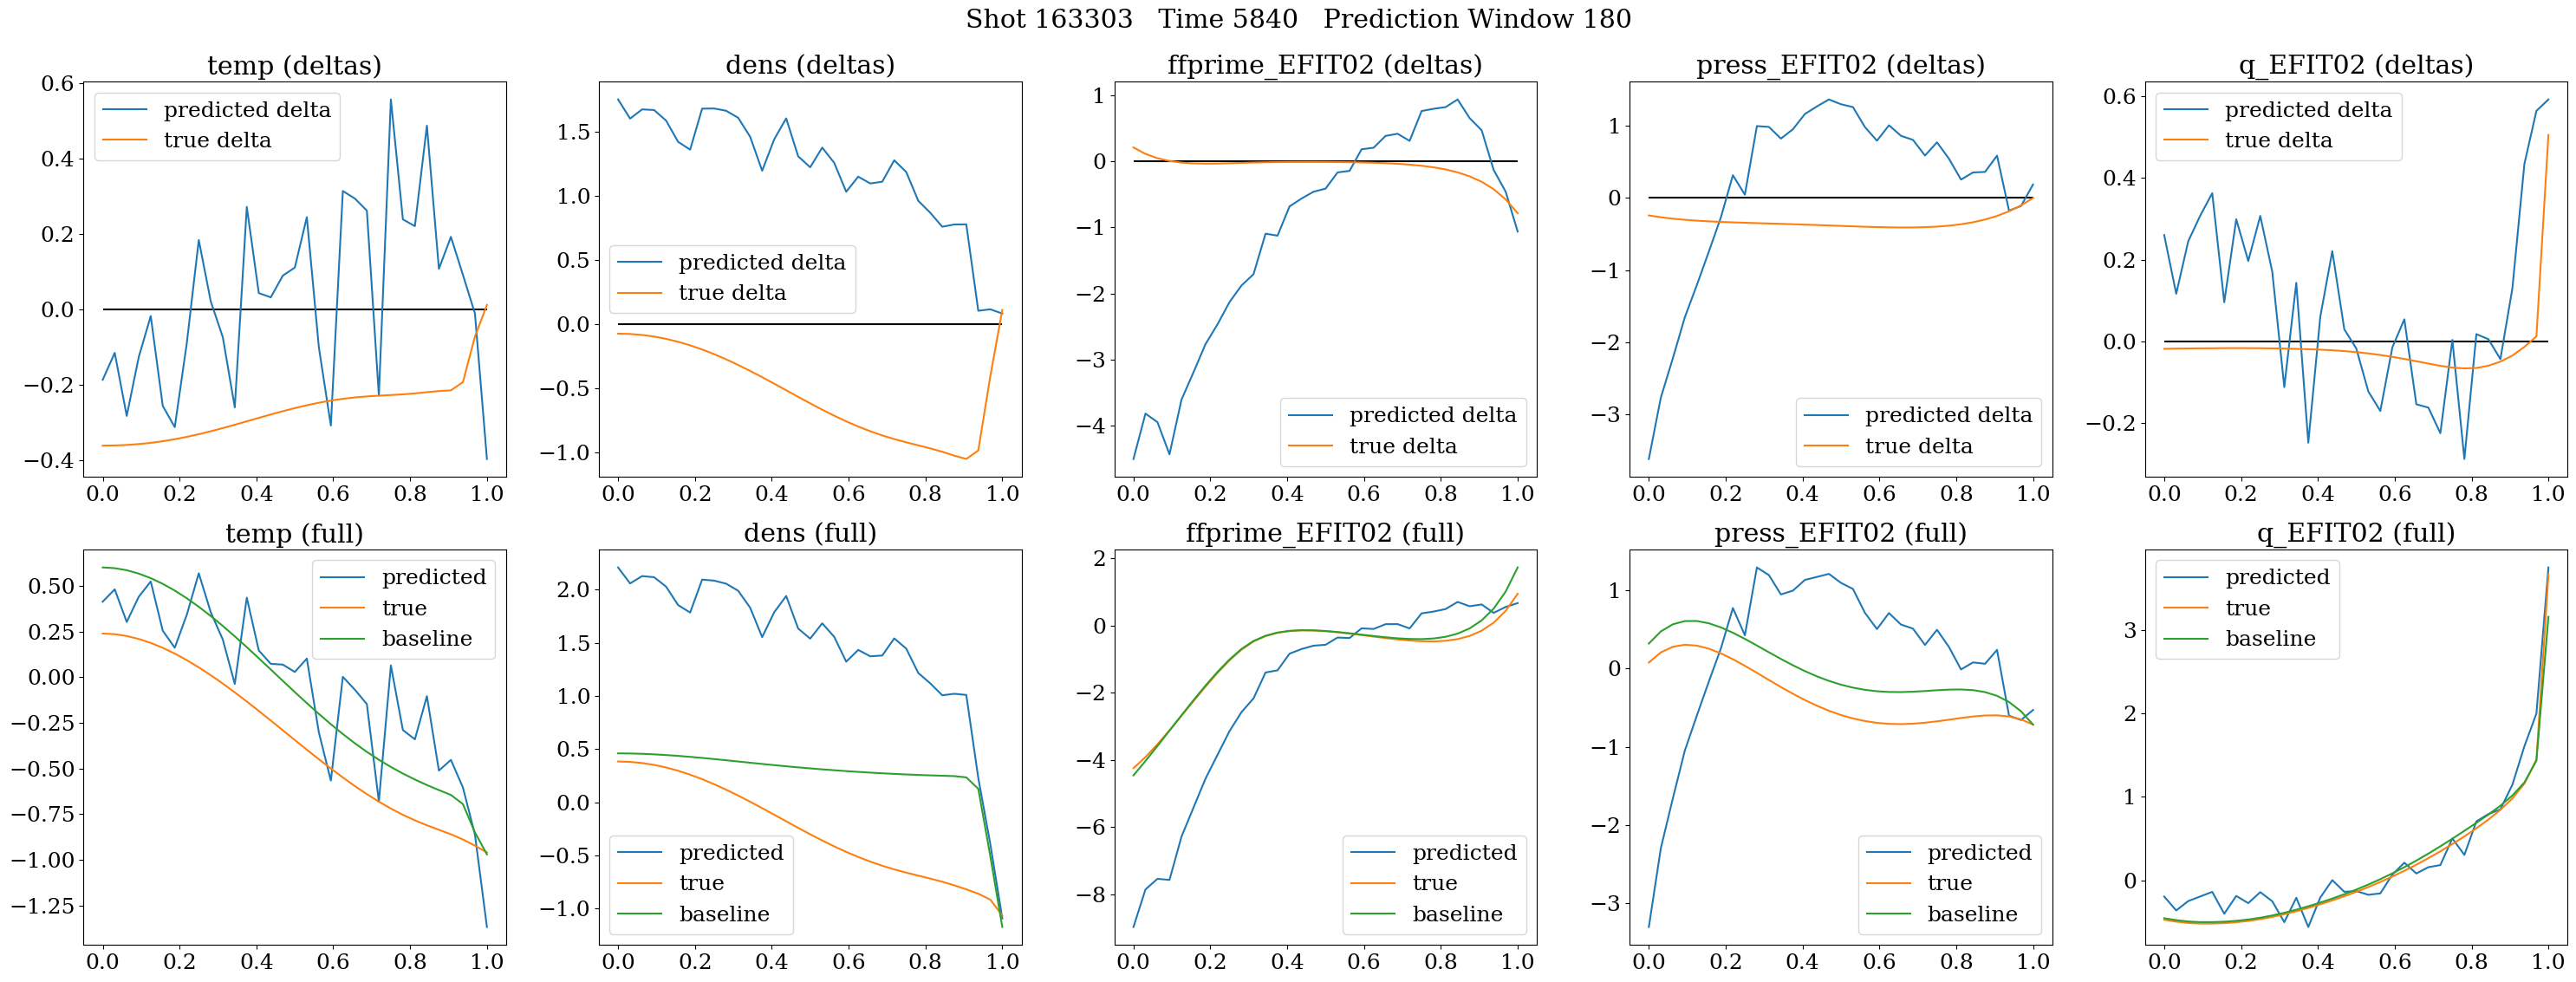 Shot 163303   Time 5840   Prediction Window 180
temp (deltas)
0.6
0.4
0.2
0.0
−0.2
−0.4
predicted delta
true delta
0.0 0.2 0.4 0.6 0.8 1.0
dens (deltas)
1.5
1.0
0.5
0.0
−0.5
−1.0
predicted delta
true delta
0.0 0.2 0.4 0.6 0.8 1.0
ffprime_EFIT02 (deltas)
1
0
−1
−2
−3
−4
predicted delta
true delta
0.0 0.2 0.4 0.6 0.8 1.0
press_EFIT02 (deltas)
1
0
−1
−2
−3
predicted delta
true delta
0.0 0.2 0.4 0.6 0.8 1.0
q_EFIT02 (deltas)
0.6
0.4
0.2
0.0
−0.2
predicted delta
true delta
0.0 0.2 0.4 0.6 0.8 1.0
temp (full)
0.50
0.25
0.00
−0.25
−0.50
−0.75
−1.00
−1.25
predicted
true
baseline
0.0 0.2 0.4 0.6 0.8 1.0
dens (full)
2.0
1.5
1.0
0.5
0.0
−0.5
−1.0
predicted
true
baseline
0.0 0.2 0.4 0.6 0.8 1.0
ffprime_EFIT02 (full)
2
0
−2
−4
−6
−8
predicted
true
baseline
0.0 0.2 0.4 0.6 0.8 1.0
press_EFIT02 (full)
1
0
−1
−2
−3
predicted
true
baseline
0.0 0.2 0.4 0.6 0.8 1.0
q_EFIT02 (full)
3
2
1
0
predicted
true
baseline
0.0 0.2 0.4 0.6 0.8 1.0